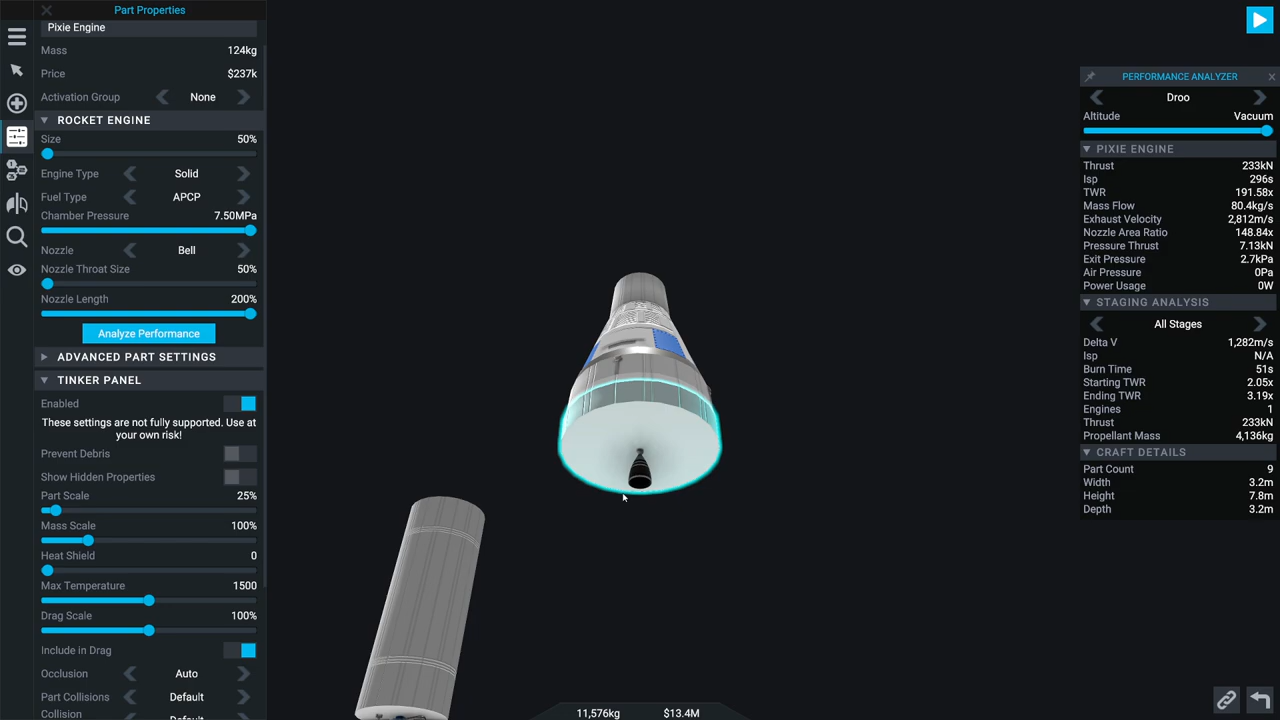 Part Properties
Pixie Engine
Mass 124kg
Price $237k
Activation Group None
ROCKET ENGINE
Size 50%
Engine Type Solid
Fuel Type APCP
Chamber Pressure 7.50MPa
Nozzle Bell
Nozzle Throat Size 50%
Nozzle Length 200%
Analyze Performance
ADVANCED PART SETTINGS
TINKER PANEL
Enabled
These settings are not fully supported. Use at
your own risk!
Prevent Debris
Show Hidden Properties
Part Scale 25%
Mass Scale 100%
Heat Shield 0
Max Temperature 1500
Drag Scale 100%
Include in Drag
Occlusion Auto
Part Collisions Default
Collision Default
11,576kg $13.4M
PERFORMANCE ANALYZER
Droo
Altitude Vacuum
PIXIE ENGINE
Thrust 233kN
Isp 296s
TWR 191.58x
Mass Flow 80.4kg/s
Exhaust Velocity 2,812m/s
Nozzle Area Ratio 148.84x
Pressure Thrust 7.13kN
Exit Pressure 2.7kPa
Air Pressure 0Pa
Power Usage 0W
STAGING ANALYSIS
All Stages
Delta V 1,282m/s
Isp N/A
Burn Time 51s
Starting TWR 2.05x
Ending TWR 3.19x
Engines 1
Thrust 233kN
Propellant Mass 4,136kg
CRAFT DETAILS
Part Count 9
Width 3.2m
Height 7.8m
Depth 3.2m